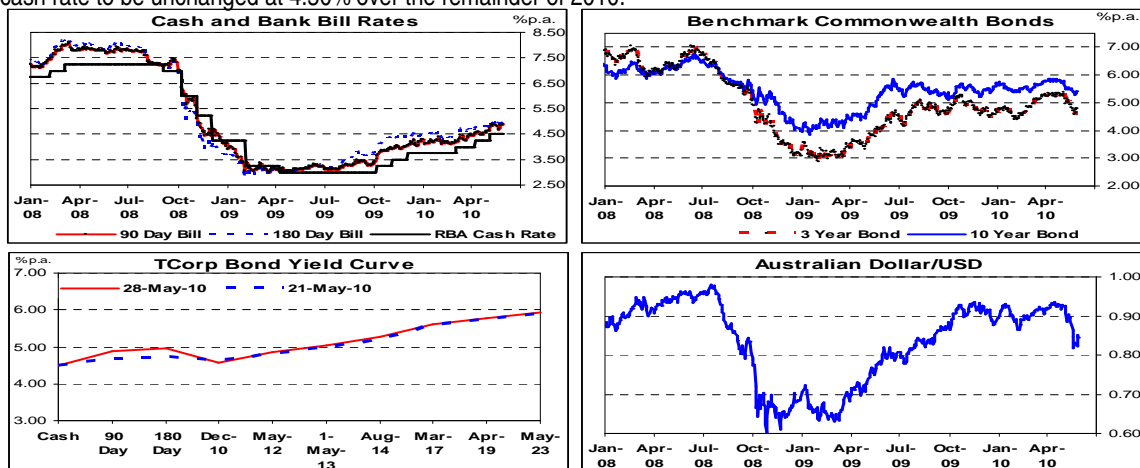 cash rate to be unchanged at 4.50% over the remainder of 2010.
Cash and Bank Bill Rates
%p.a.
8.50
7.50
6.50
5.50
4.50
3.50
2.50
Jan-08 Apr-08 Jul-08 Oct-08 Jan-09 Apr-09 Jul-09 Oct-09 Jan-10 Apr-10
90 Day Bill 180 Day Bill RBA Cash Rate
Benchmark Commonwealth Bonds
%p.a.
7.00
6.00
5.00
4.00
3.00
2.00
Jan-08 Apr-08 Jul-08 Oct-08 Jan-09 Apr-09 Jul-09 Oct-09 Jan-10 Apr-10
3 Year Bond 10 Year Bond
TCorp Bond Yield Curve
%p.a.
7.00
6.00
5.00
4.00
3.00
28-May-10 21-May-10
Cash 90 Day 180 Day Dec-10 May-12 1-May-13 Aug-14 Mar-17 Apr-19 May-23
Australian Dollar/USD
1.00
0.90
0.80
0.70
0.60
Jan-08 Apr-08 Jul-08 Oct-08 Jan-09 Apr-09 Jul-09 Oct-09 Jan-10 Apr-10